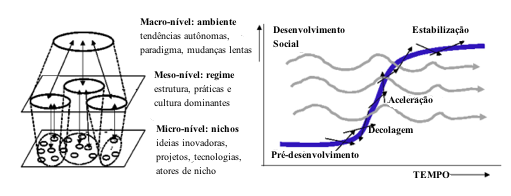 Macro-nível: ambiente
tendências autônomas,
paradigma, mudanças lentas
Meso-nível: regime
estrutura, práticas e
cultura dominantes
Micro-nível: nichos
ideias inovadoras,
projetos, tecnologias,
atores de nicho
Desenvolvimento
Social
Estabilização
Aceleração
Decolagem
Pré-desenvolvimento
TEMPO